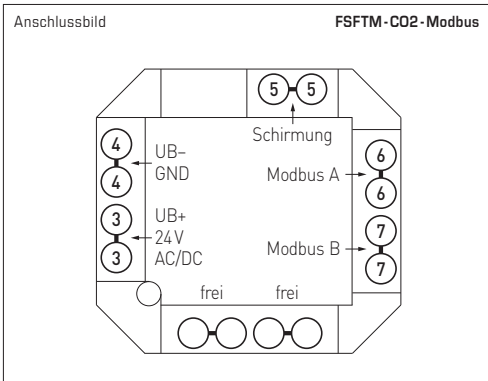 Anschlussbild
FSFTM-CO2-Modbus
5 5
Schirmung
4
4
UB–
GND
3
3
UB+
24V
AC/DC
Modbus A
6
6
Modbus B
7
7
frei frei